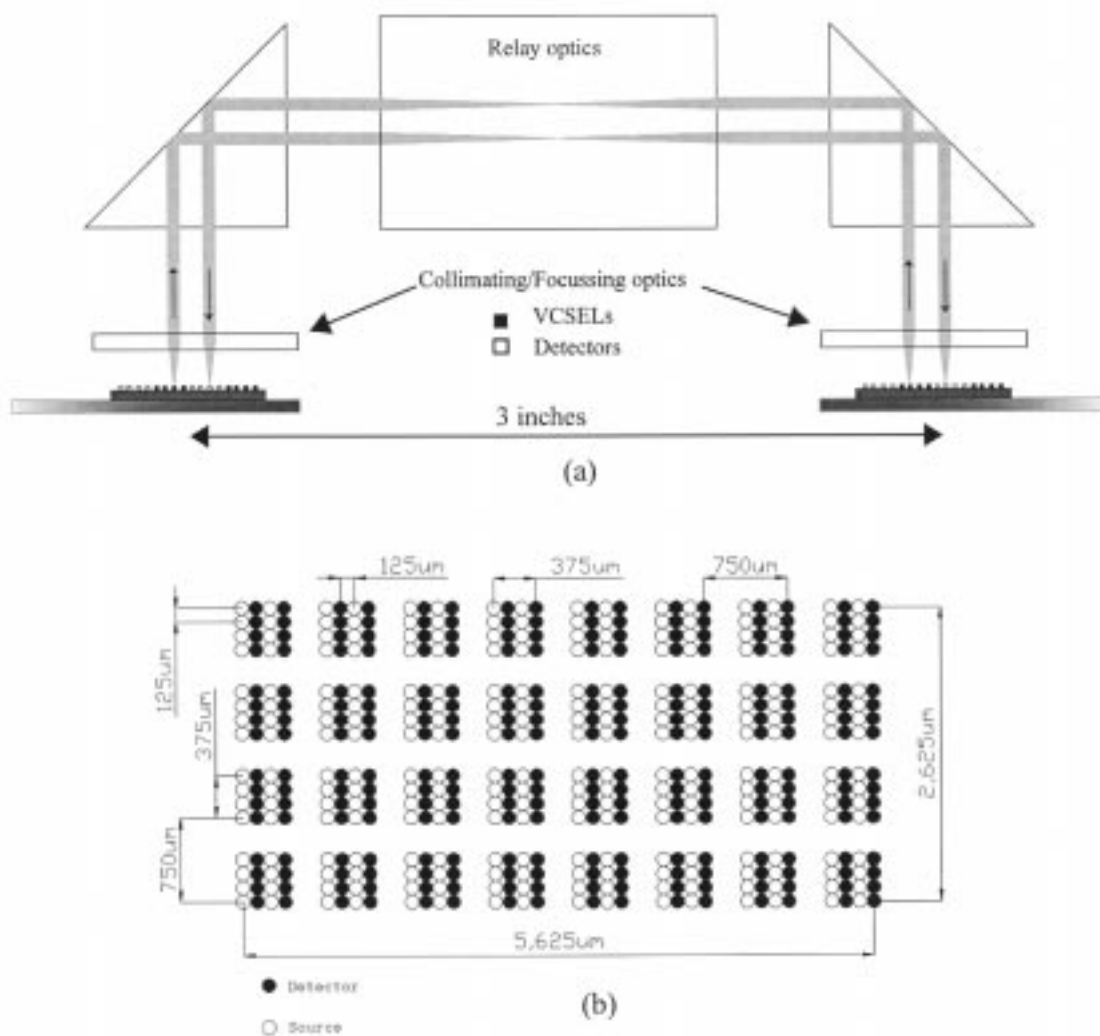 Relay optics
Collimating/Focussing optics
VCSELs
Detectors
3 inches
(a)
125um
375um
750um
125um
375um
750um
2,625um
5,625um
Detector
Source
(b)